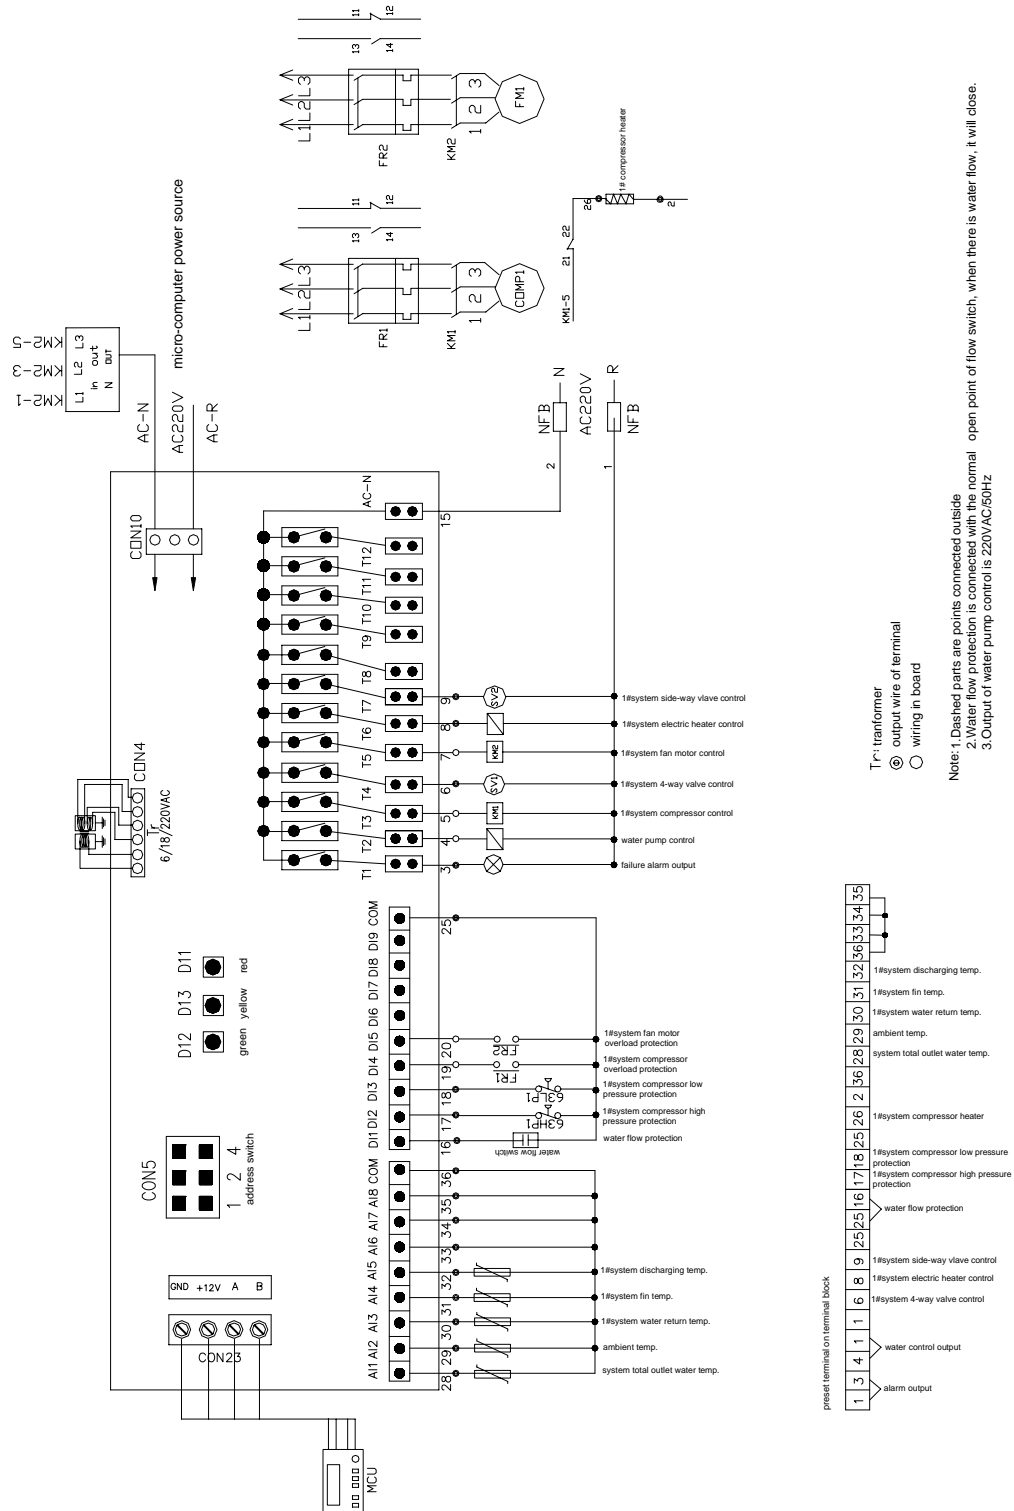 11 12
13 14
L1 L2 L3
FR2
KM2
1 2 3
FM1
11 12
13 14
L1 L2 L3
FR1
KM1
1 2 3
COMP1
KM1-5
21 22
26
1# compressor heater
2
KM2-1 KM2-3 KM2-5
L1 L2 L3
in out
N OUT
AC-N
AC220V
AC-R
micro-computer power source
CON10
CON4
Tr
6/18/220VAC
D12 D13 D11
green yellow red
CON5
1 2 4
address switch
GND +12V A B
CON23
MCU
T1 T2 T3 T4 T5 T6 T7 T8 T9 T10 T11 T12 AC-N
3 4 5 6 7 8 9 15
KM1 SV1 KM2 SV2
failure alarm output
water pump control
1#system compressor control
1#system 4-way valve control
1#system fan motor control
1#system electric heater control
1#system side-way vlave control
2 NFB N
AC220V
1 NFB R
DI1 DI2 DI3 DI4 DI5 DI6 DI7 DI8 DI9 COM
16 17 18 19 20 25
water flow switch
63HP1
63LP1
FR1
FR2
water flow protection
1#system compressor high
pressure protection
1#system compressor low
pressure protection
1#system compressor
overload protection
1#system fan motor
overload protection
AI1 AI2 AI3 AI4 AI5 AI6 AI7 AI8 COM
28 29 30 31 32 33 34 35 36
system total outlet water temp.
ambient temp.
1#system water return temp.
1#system fin temp.
1#system discharging temp.
Tr: tranformer
output wire of terminal
wiring in board
Note: 1.Dashed parts are points connected outside
2.Water flow protection is connected with the normal open point of flow switch, when there is water flow, it will close.
3.Output of water pump control is 220VAC/50Hz
preset terminal on terminal block
1 3 4 1 1 6 8 9 25 25 16 17 18 25 26 2 36 28 29 30 31 32 36 33 34 35
alarm output
water control output
1#system 4-way valve control
1#system electric heater control
1#system side-way vlave control
water flow protection
1#system compressor high pressure
protection
1#system compressor low pressure
protection
1#system compressor heater
system total outlet water temp.
ambient temp.
1#system water return temp.
1#system fin temp.
1#system discharging temp.